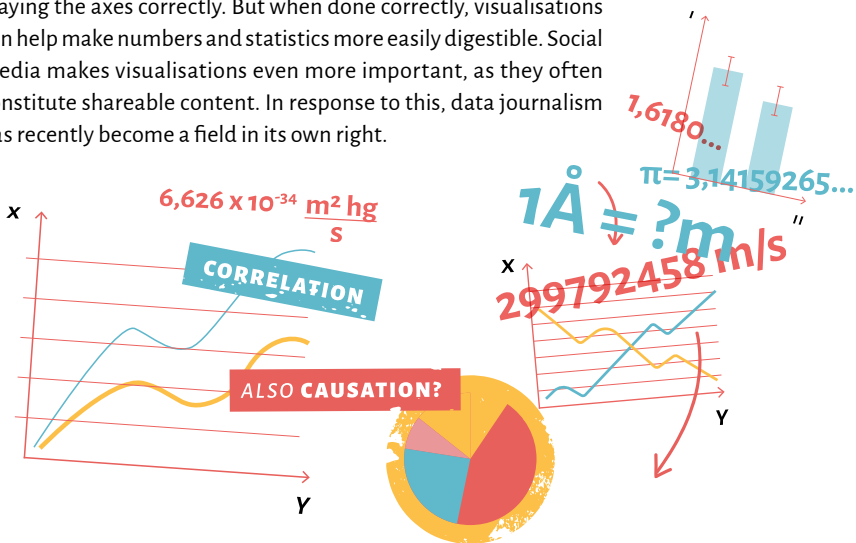 aying the axes correctly. But when done correctly, visualisations
n help make numbers and statistics more easily digestible. Social
edia makes visualisations even more important, as they often
nstitute shareable content. In response to this, data journalism
as recently become a field in its own right.
1,6180...
π= 3,14159265...
II
6,626 x 10⁻³⁴ m² hg
s
1Å = ?m
x
CORRELATION
X
299792458 m/s
ALSO CAUSATION?
Y
Y